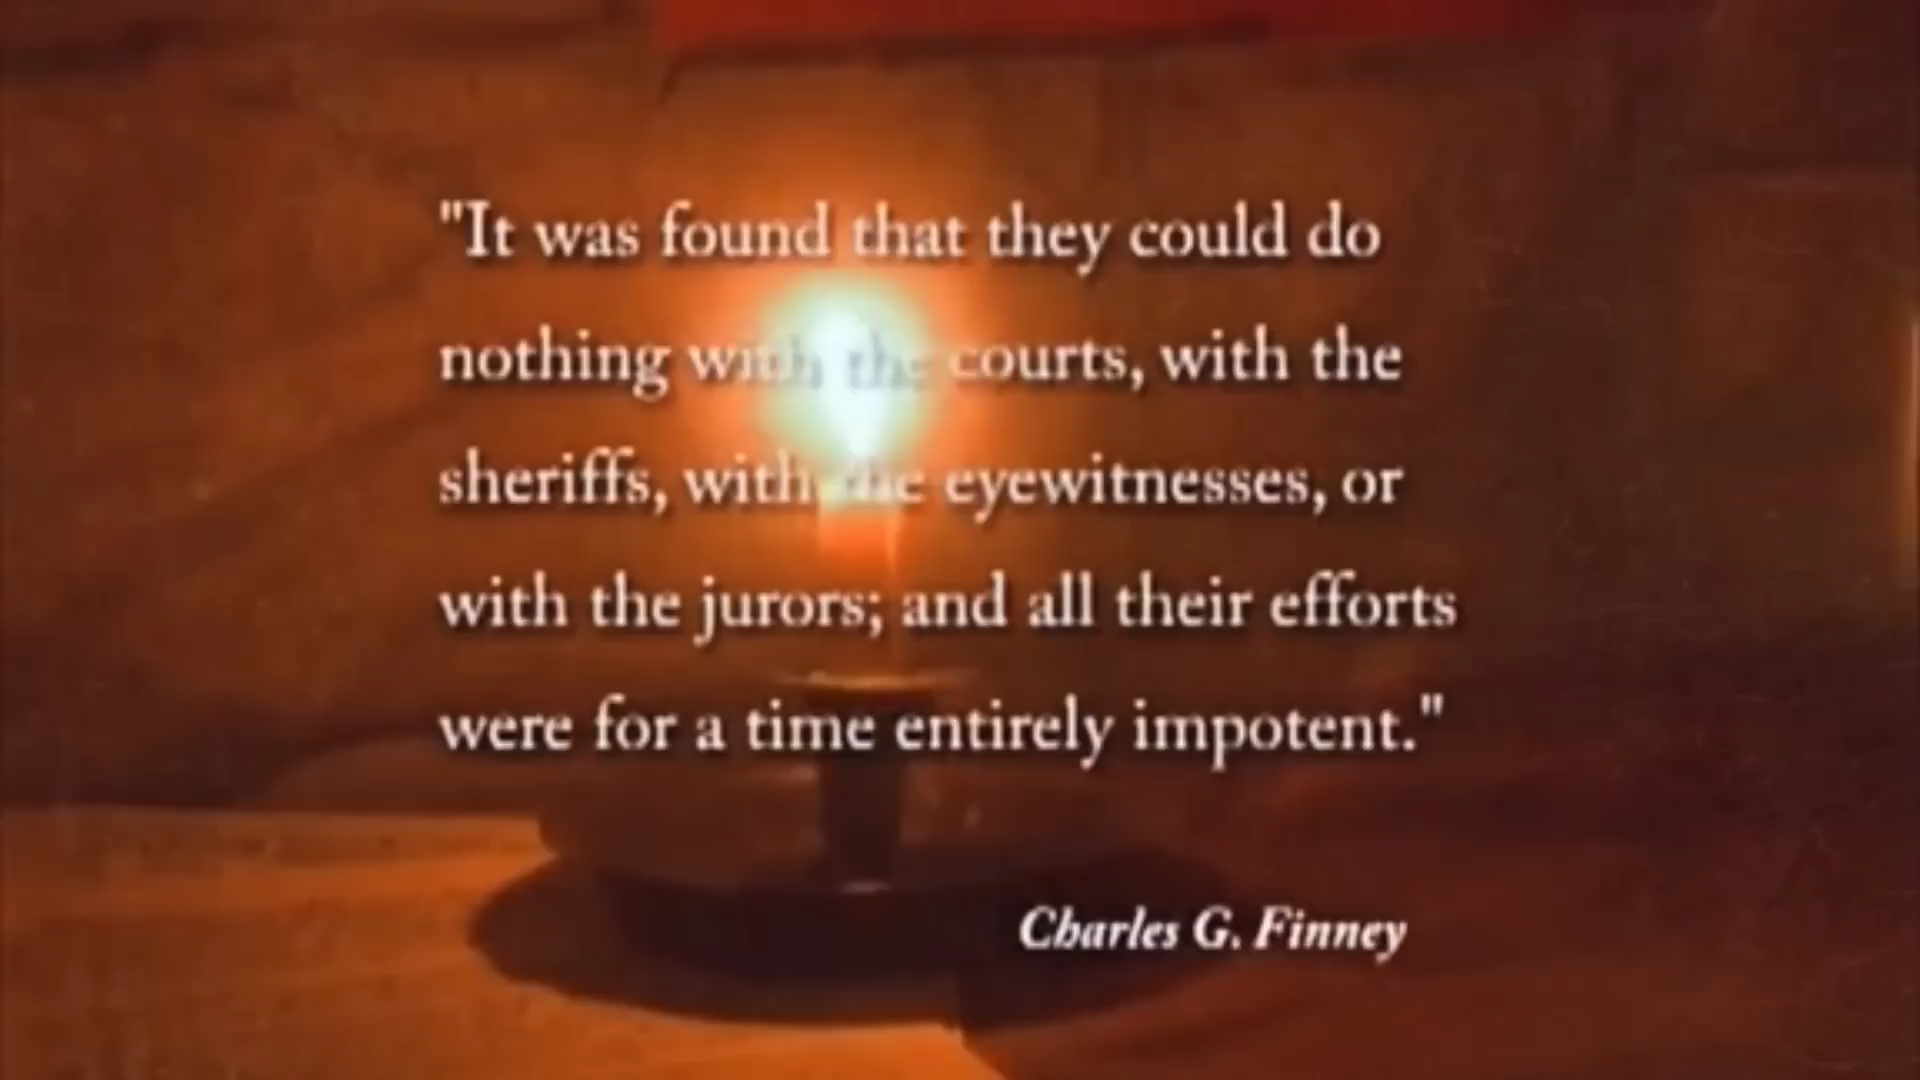 "It was found that they could do
nothing with the courts, with the
sheriffs, with the eyewitnesses, or
with the jurors; and all their efforts
were for a time entirely impotent."
Charles G. Finney